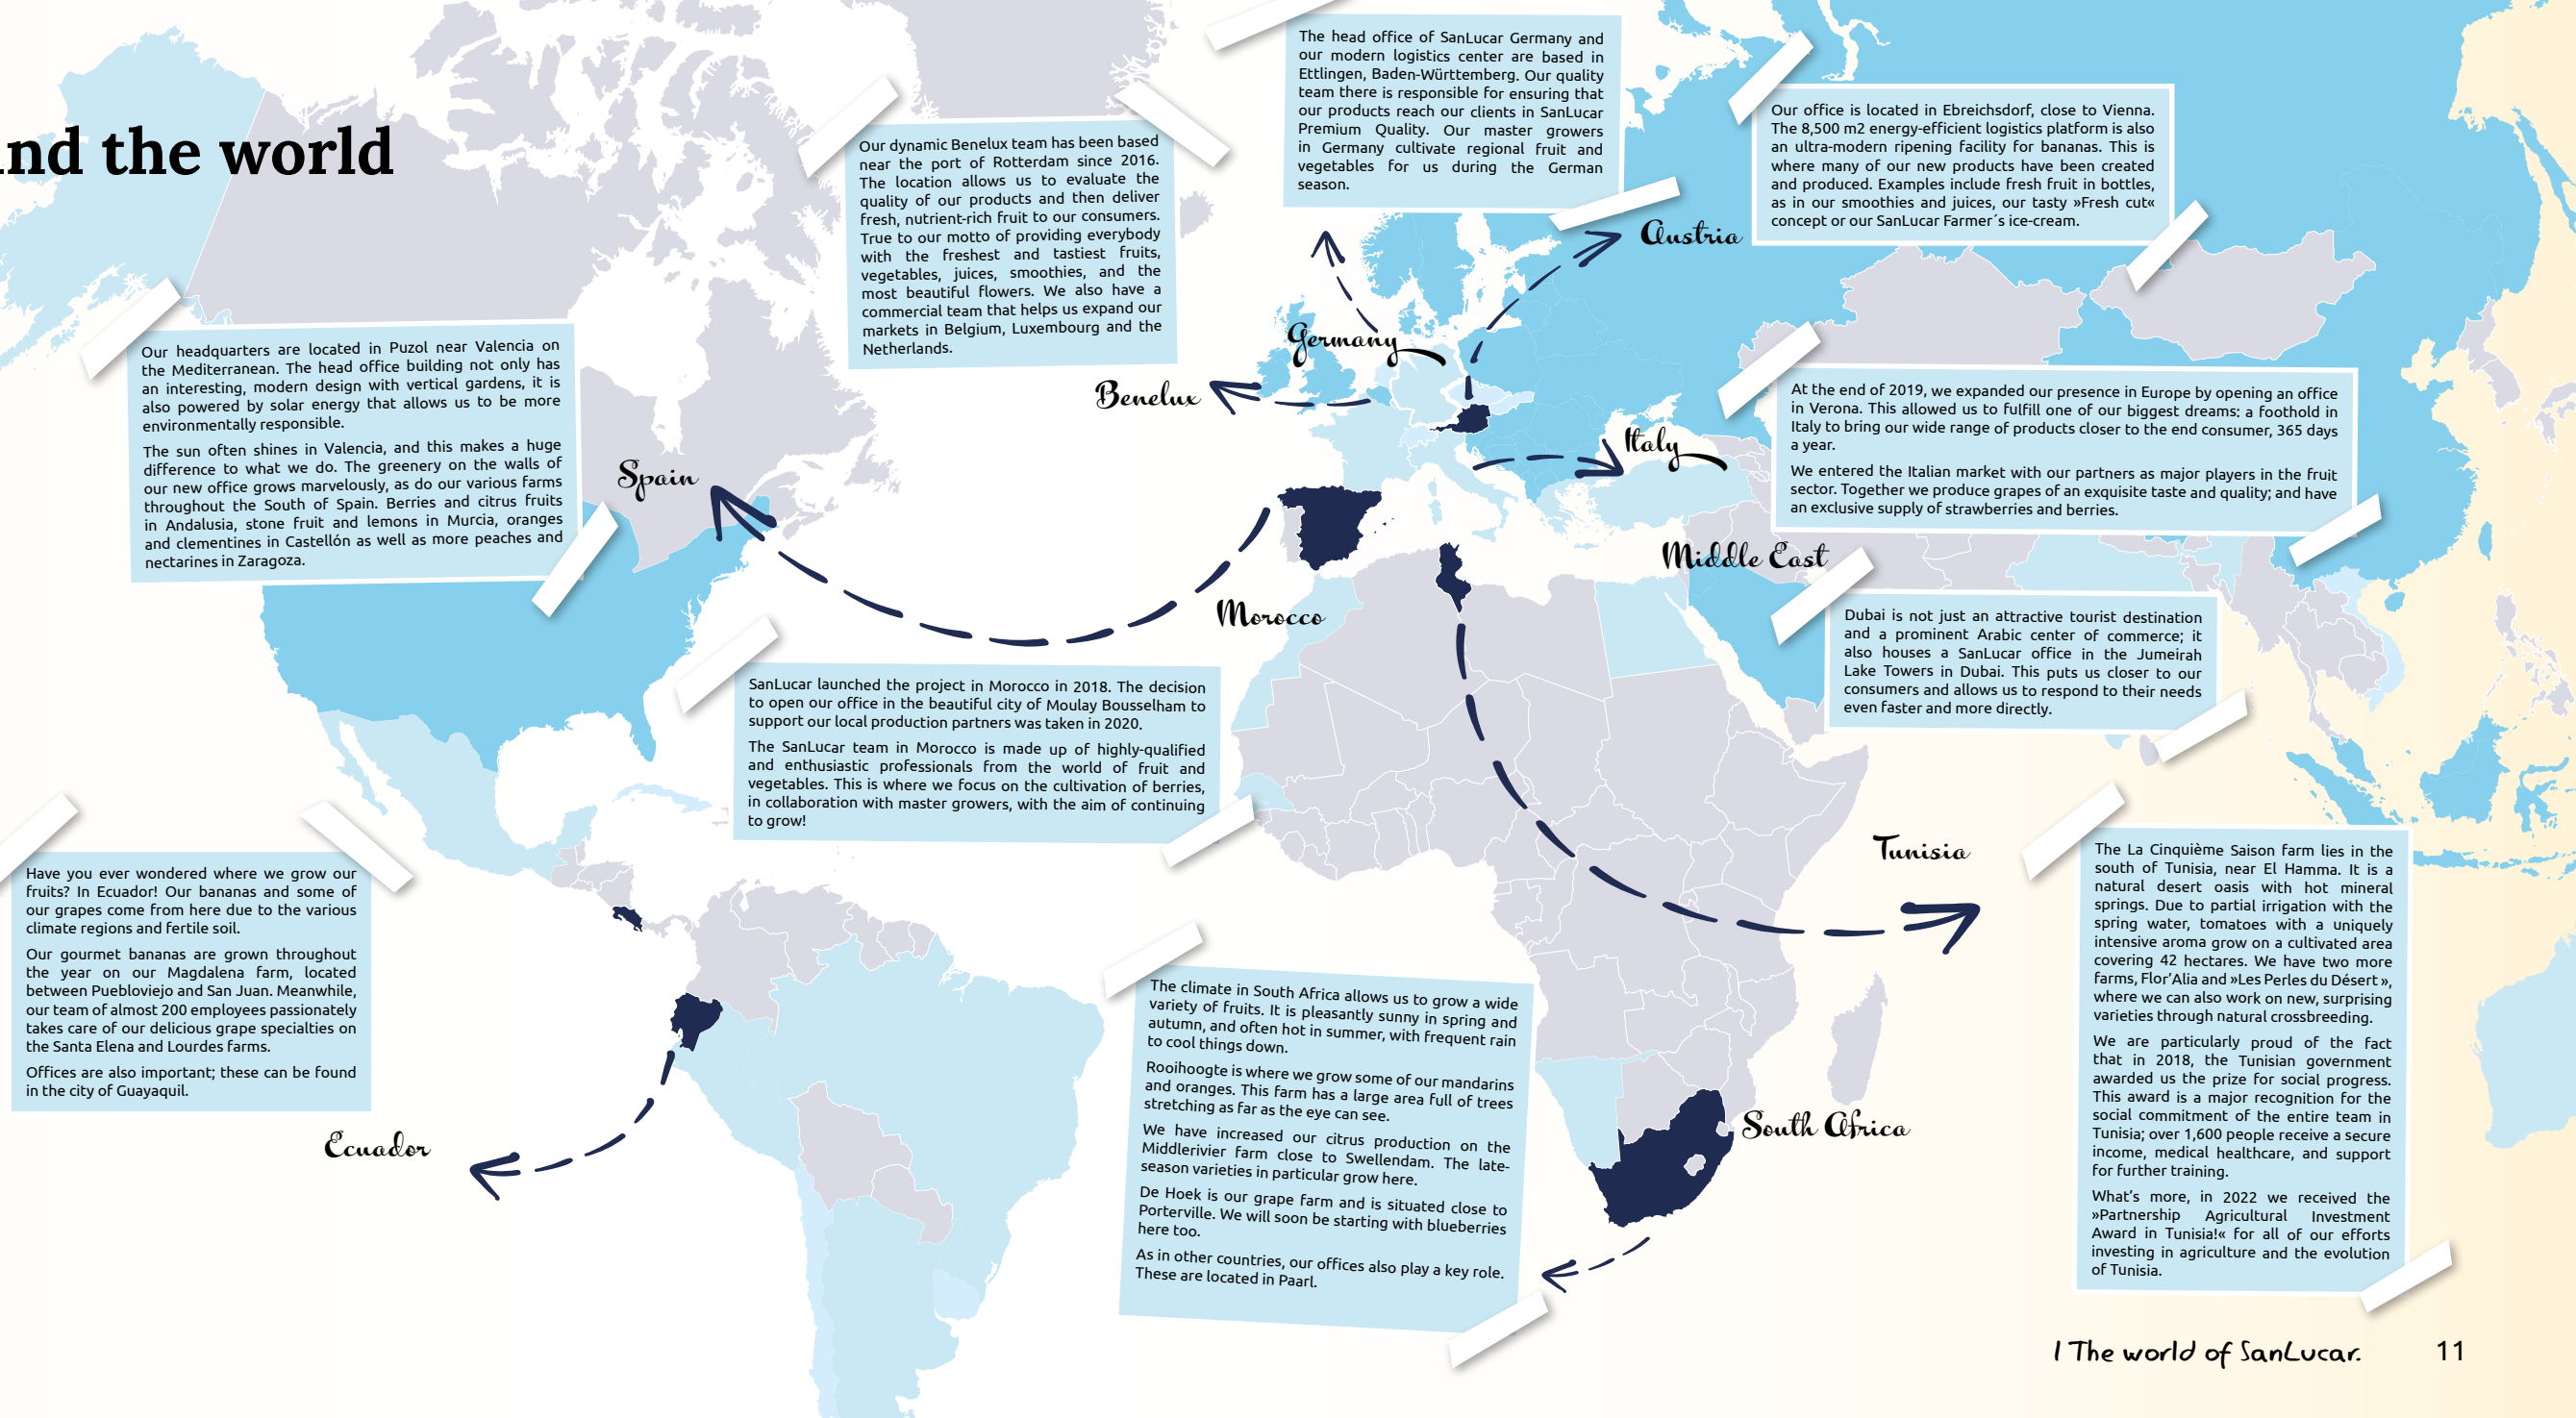 nd the world
Our headquarters are located in Puzol near Valencia on
the Mediterranean. The head office building not only has
an interesting, modern design with vertical gardens, it is
also powered by solar energy that allows us to be more
environmentally responsible.
The sun often shines in Valencia, and this makes a huge
difference to what we do. The greenery on the walls of
our new office grows marvelously, as do our various farms
throughout the South of Spain. Berries and citrus fruits
in Andalusia, stone fruit and lemons in Murcia, oranges
and clementines in Castellón as well as more peaches and
nectarines in Zaragoza.
Spain
Our dynamic Benelux team has been based
near the port of Rotterdam since 2016.
The location allows us to evaluate the
quality of our products and then deliver
fresh, nutrient-rich fruit to our consumers.
True to our motto of providing everybody
with the freshest and tastiest fruits,
vegetables, juices, smoothies, and the
most beautiful flowers. We also have a
commercial team that helps us expand our
markets in Belgium, Luxembourg and the
Netherlands.
Benelux
The head office of SanLucar Germany and
our modern logistics center are based in
Ettlingen, Baden-Württemberg. Our quality
team there is responsible for ensuring that
our products reach our clients in SanLucar
Premium Quality. Our master growers
in Germany cultivate regional fruit and
vegetables for us during the German
season.
Germany
Austria
Our office is located in Ebreichsdorf, close to Vienna.
The 8,500 m2 energy-efficient logistics platform is also
an ultra-modern ripening facility for bananas. This is
where many of our new products have been created
and produced. Examples include fresh fruit in bottles,
as in our smoothies and juices, our tasty »Fresh cut«
concept or our SanLucar Farmer´s ice-cream.
Italy
At the end of 2019, we expanded our presence in Europe by opening an office
in Verona. This allowed us to fulfill one of our biggest dreams: a foothold in
Italy to bring our wide range of products closer to the end consumer, 365 days
a year.
We entered the Italian market with our partners as major players in the fruit
sector. Together we produce grapes of an exquisite taste and quality; and have
an exclusive supply of strawberries and berries.
Middle East
Dubai is not just an attractive tourist destination
and a prominent Arabic center of commerce; it
also houses a SanLucar office in the Jumeirah
Lake Towers in Dubai. This puts us closer to our
consumers and allows us to respond to their needs
even faster and more directly.
Morocco
SanLucar launched the project in Morocco in 2018. The decision
to open our office in the beautiful city of Moulay Bousselham to
support our local production partners was taken in 2020.
The SanLucar team in Morocco is made up of highly-qualified
and enthusiastic professionals from the world of fruit and
vegetables. This is where we focus on the cultivation of berries,
in collaboration with master growers, with the aim of continuing
to grow!
Have you ever wondered where we grow our
fruits? In Ecuador! Our bananas and some of
our grapes come from here due to the various
climate regions and fertile soil.
Our gourmet bananas are grown throughout
the year on our Magdalena farm, located
between Puebloviejo and San Juan. Meanwhile,
our team of almost 200 employees passionately
takes care of our delicious grape specialties on
the Santa Elena and Lourdes farms.
Offices are also important; these can be found
in the city of Guayaquil.
Ecuador
The climate in South Africa allows us to grow a wide
variety of fruits. It is pleasantly sunny in spring and
autumn, and often hot in summer, with frequent rain
to cool things down.
Rooihoogte is where we grow some of our mandarins
and oranges. This farm has a large area full of trees
stretching as far as the eye can see.
We have increased our citrus production on the
Middlerivier farm close to Swellendam. The late-
season varieties in particular grow here.
De Hoek is our grape farm and is situated close to
Porterville. We will soon be starting with blueberries
here too.
As in other countries, our offices also play a key role.
These are located in Paarl.
South Africa
Tunisia
The La Cinquième Saison farm lies in the
south of Tunisia, near El Hamma. It is a
natural desert oasis with hot mineral
springs. Due to partial irrigation with the
spring water, tomatoes with a uniquely
intensive aroma grow on a cultivated area
covering 42 hectares. We have two more
farms, Flor’Alia and »Les Perles du Désert »,
where we can also work on new, surprising
varieties through natural crossbreeding.
We are particularly proud of the fact
that in 2018, the Tunisian government
awarded us the prize for social progress.
This award is a major recognition for the
social commitment of the entire team in
Tunisia; over 1,600 people receive a secure
income, medical healthcare, and support
for further training.
What’s more, in 2022 we received the
»Partnership Agricultural Investment
Award in Tunisia!« for all of our efforts
investing in agriculture and the evolution
of Tunisia.
1 The world of SanLucar. 11